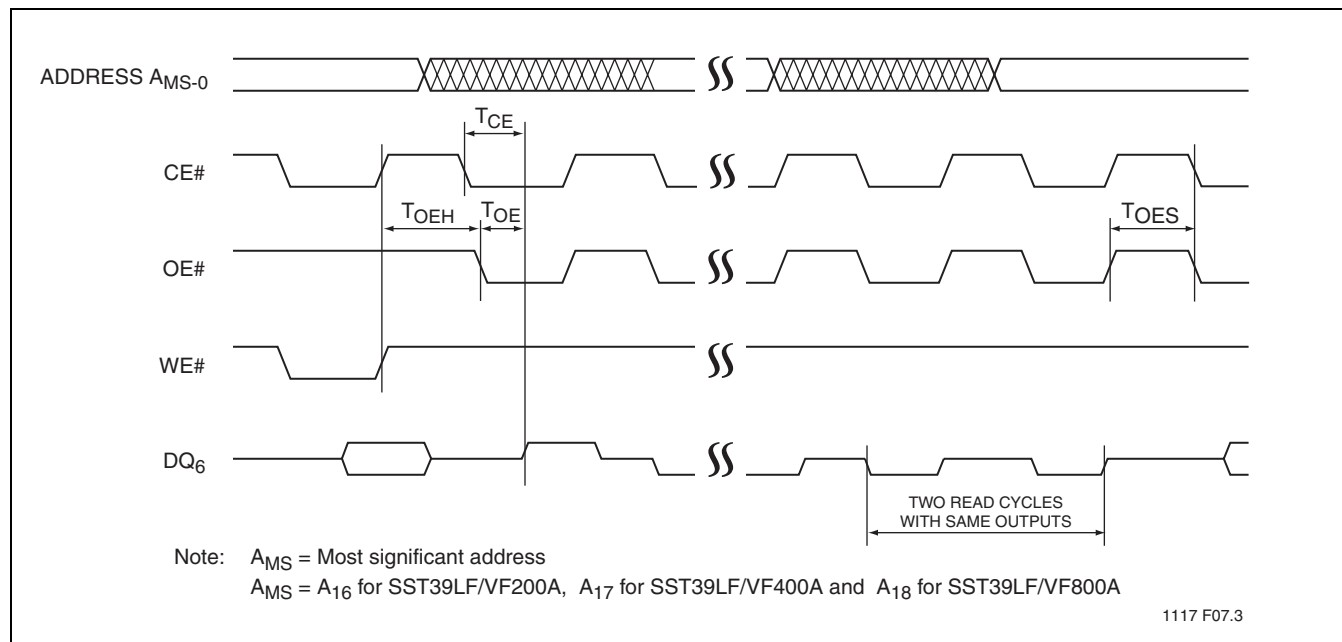 ADDRESS AMS-0
TCE
CE#
TOEH TOE TOES
OE#
WE#
DQ6
TWO READ CYCLES
WITH SAME OUTPUTS
Note: AMS = Most significant address
AMS = A16 for SST39LF/VF200A, A17 for SST39LF/VF400A and A18 for SST39LF/VF800A
1117 F07.3